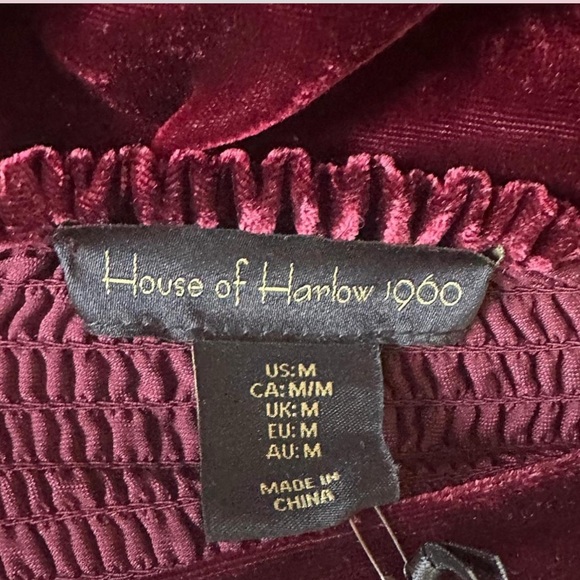 House of Harlow 1960
US:M
CA:M/M
UK:M
EU:M
AU:M
MADE IN
CHINA